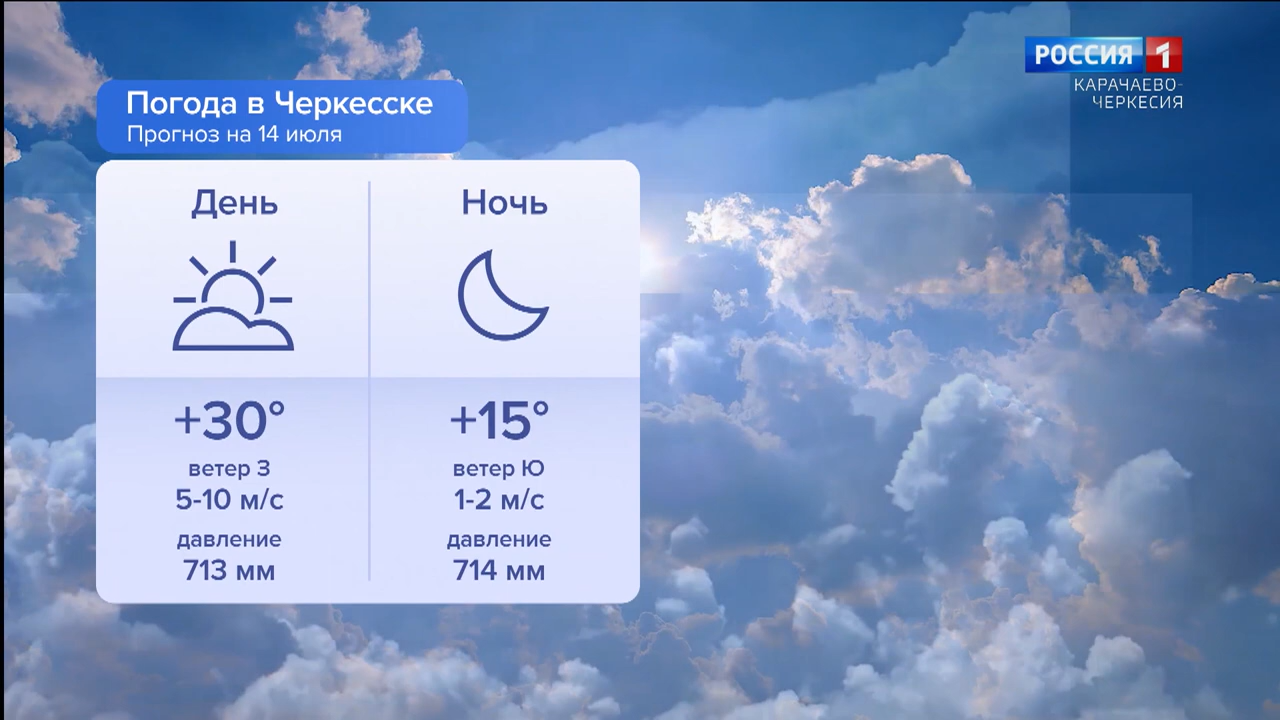 Погода в Черкесске
Прогноз на 14 июля
РОССИЯ 1
КАРАЧАЕВО-
ЧЕРКЕСИЯ
День
Ночь
+30°
ветер З
5-10 м/с
давление
713 мм
+15°
ветер Ю
1-2 м/с
давление
714 мм